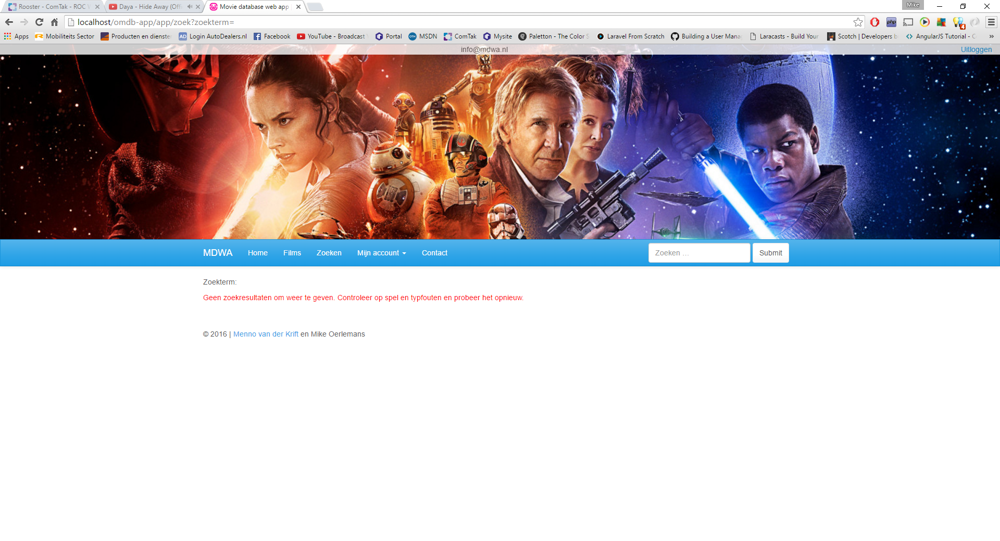 Mike
Rooster - ComTak - ROC
Daya - Hide Away (Off
Movie database web app
localhost/omdb-app/app/zoek?zoekterm=
php
4
Apps
Mobiliteits Sector
Producten en dienste
AD Login AutoDealers.nl
Facebook
YouTube - Broadcast
Portal
OTN MSDN
ComTak
Mysite
Paletton - The Color
Laravel From Scratch
Building a User Mana
Laracasts - Build Your
Scotch | Developers b
AngularJS Tutorial -
»
info@mdwa.nl
Uitloggen
MDWA Home Films Zoeken Mijn account Contact
Zoeken ...
Submit
Zoekterm:
Geen zoekresultaten om weer te geven. Controleer op spel en typfouten en probeer het opnieuw.
© 2016 | Menno van der Krift en Mike Oerlemans